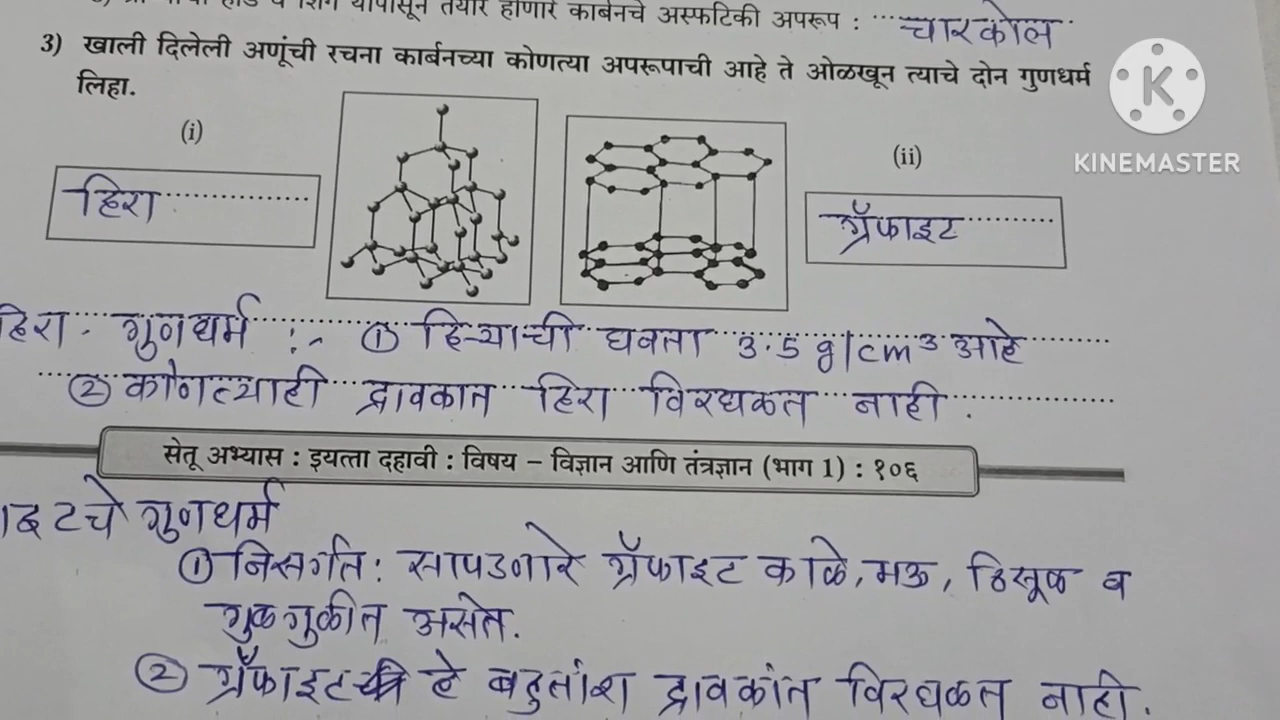 प्राण्यांची हाडे व शिंगे यांपासून तयार होणारे कार्बनचे अस्फटिकी अपरूप : चारकोल
3) खाली दिलेली अणूंची रचना कार्बनच्या कोणत्या अपरूपाची आहे ते ओळखून त्याचे दोन गुणधर्म
लिहा.
K
KINEMASTER
(i)
(ii)
हिरा
ग्रॅफाइट
हिरा - गुणधर्म :- ① हिऱ्याची घनता 3.5 g/cm³ आहे
② कोणत्याही द्रावकात हिरा विरघळत नाही.
सेतू अभ्यास : इयत्ता दहावी : विषय – विज्ञान आणि तंत्रज्ञान (भाग 1) : १०६
ाइटचे गुणधर्म
① निसर्गत: सापडणारे ग्रॅफाइट काळे, मऊ, ठिसूळ व
गुळगुळीत असते.
② ग्रॅफाइट हे बहुतांश द्रावकांत विरघळत नाही.